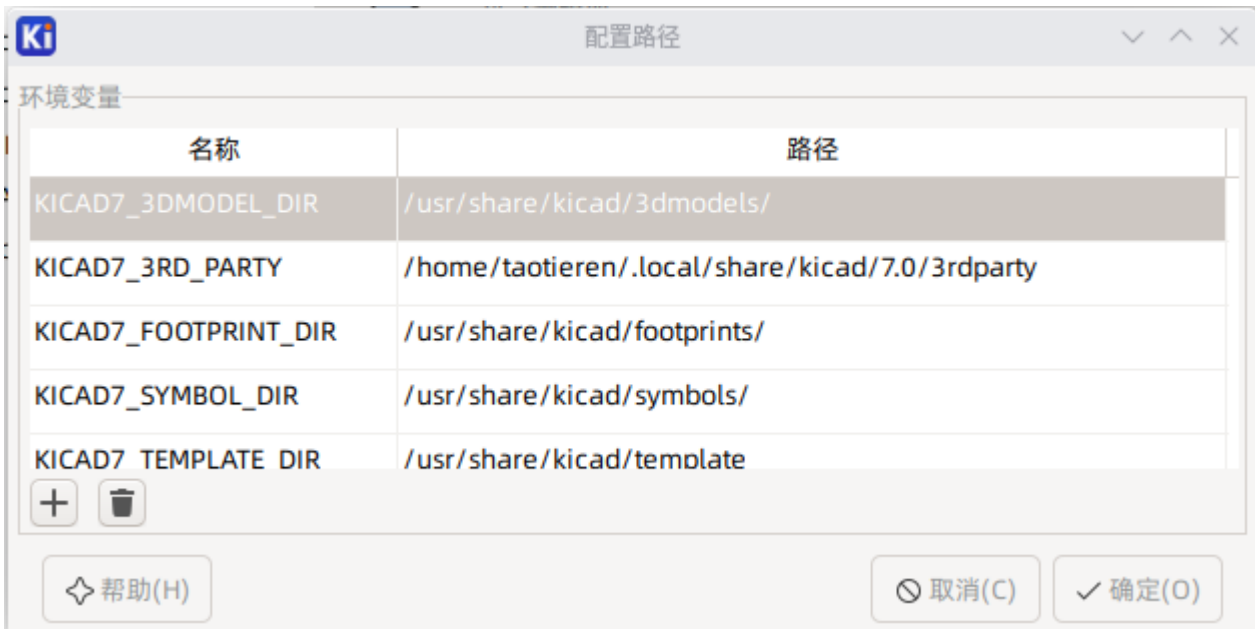 Ki
配置路径
环境变量
名称 路径
KICAD7_3DMODEL_DIR /usr/share/kicad/3dmodels/
KICAD7_3RD_PARTY /home/taotieren/.local/share/kicad/7.0/3rdparty
KICAD7_FOOTPRINT_DIR /usr/share/kicad/footprints/
KICAD7_SYMBOL_DIR /usr/share/kicad/symbols/
KICAD7_TEMPLATE_DIR /usr/share/kicad/template
帮助(H) 取消(C) 确定(O)